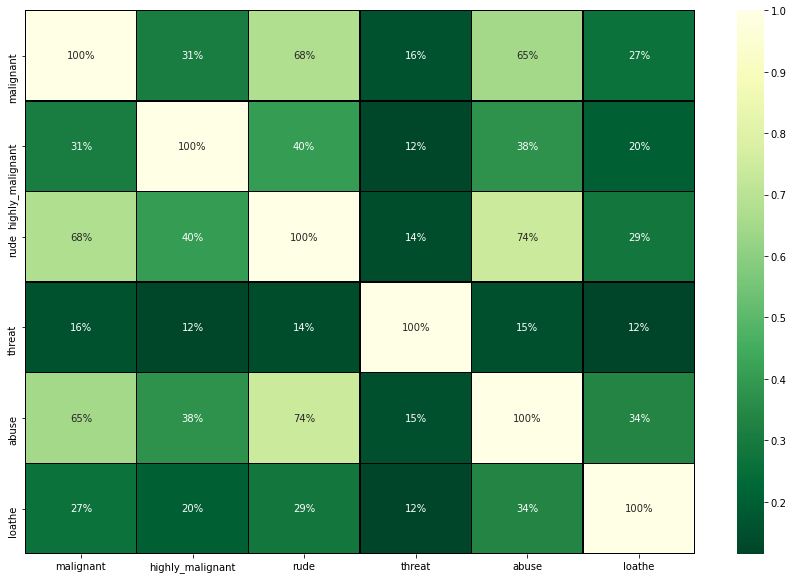 malignant 100% 31% 68% 16% 65% 27%
highly_malignant 31% 100% 40% 12% 38% 20%
rude 68% 40% 100% 14% 74% 29%
threat 16% 12% 14% 100% 15% 12%
abuse 65% 38% 74% 15% 100% 34%
loathe 27% 20% 29% 12% 34% 100%
malignant highly_malignant rude threat abuse loathe
1.0
0.9
0.8
0.7
0.6
0.5
0.4
0.3
0.2